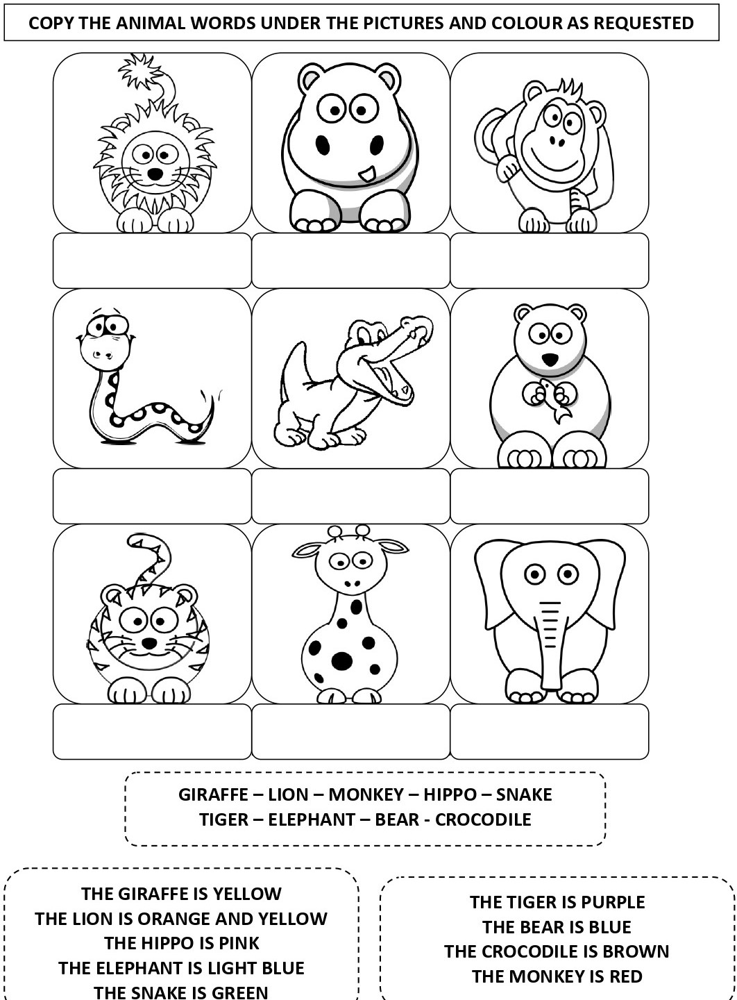 COPY THE ANIMAL WORDS UNDER THE PICTURES AND COLOUR AS REQUESTED
GIRAFFE – LION – MONKEY – HIPPO – SNAKE
TIGER – ELEPHANT – BEAR - CROCODILE
THE GIRAFFE IS YELLOW
THE LION IS ORANGE AND YELLOW
THE HIPPO IS PINK
THE ELEPHANT IS LIGHT BLUE
THE SNAKE IS GREEN
THE TIGER IS PURPLE
THE BEAR IS BLUE
THE CROCODILE IS BROWN
THE MONKEY IS RED